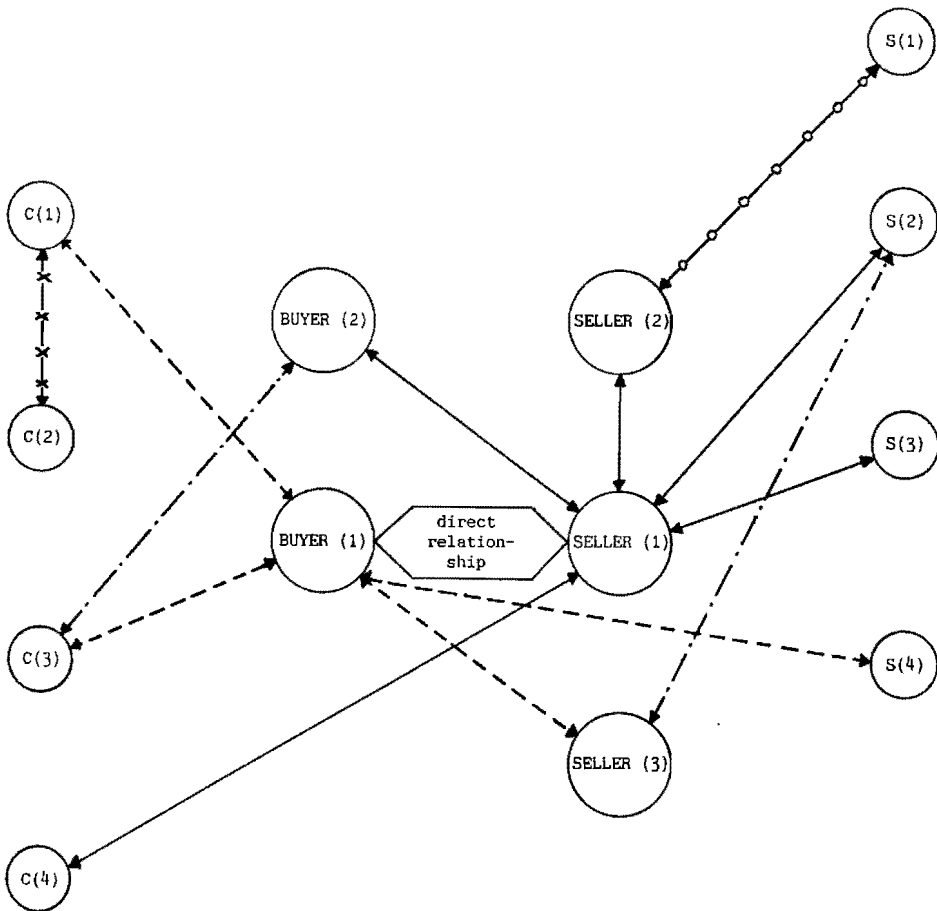 S(1)
C(1)
S(2)
BUYER (2)
SELLER (2)
C(2)
S(3)
BUYER (1)
direct
relation-
ship
SELLER (1)
C(3)
S(4)
SELLER (3)
C(4)